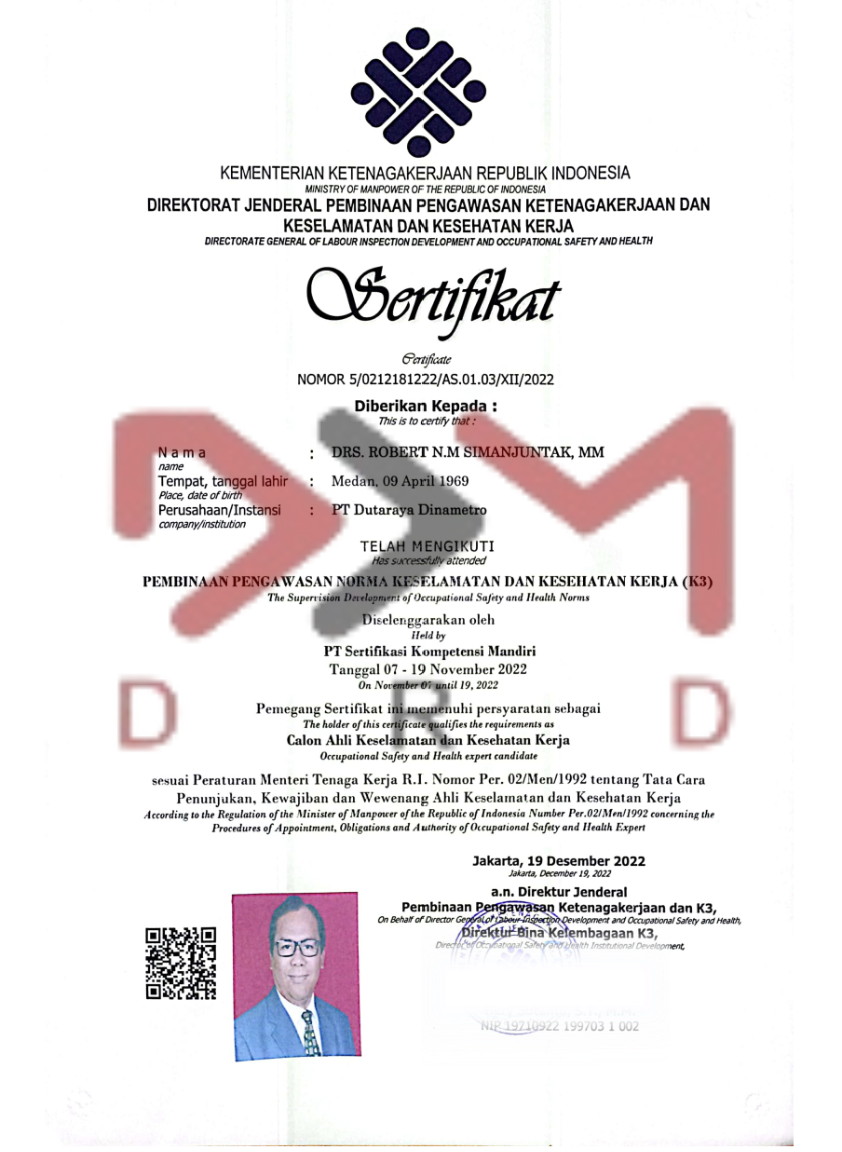 KEMENTERIAN KETENAGAKERJAAN REPUBLIK INDONESIA
MINISTRY OF MANPOWER OF THE REPUBLIC OF INDONESIA
DIREKTORAT JENDERAL PEMBINAAN PENGAWASAN KETENAGAKERJAAN DAN
KESELAMATAN DAN KESEHATAN KERJA
DIRECTORATE GENERAL OF LABOUR INSPECTION DEVELOPMENT AND OCCUPATIONAL SAFETY AND HEALTH
Sertifikat
Certificate
NOMOR 5/0212181222/AS.01.03/XII/2022
Diberikan Kepada :
This is to certify that :
N a m a : DRS. ROBERT N.M SIMANJUNTAK, MM
name
Tempat, tanggal lahir : Medan, 09 April 1969
Place, date of birth
Perusahaan/Instansi : PT Dutaraya Dinametro
company/institution
TELAH MENGIKUTI
Has successfully attended
PEMBINAAN PENGAWASAN NORMA KESELAMATAN DAN KESEHATAN KERJA (K3)
The Supervision Development of Occupational Safety and Health Norms
Diselenggarakan oleh
Held by
PT Sertifikasi Kompetensi Mandiri
Tanggal 07 - 19 November 2022
On November 07 until 19, 2022
D R D
Pemegang Sertifikat ini memenuhi persyaratan sebagai
The holder of this certificate qualifies the requirements as
Calon Ahli Keselamatan dan Kesehatan Kerja
Occupational Safety and Health expert candidate
sesuai Peraturan Menteri Tenaga Kerja R.I. Nomor Per. 02/Men/1992 tentang Tata Cara
Penunjukan, Kewajiban dan Wewenang Ahli Keselamatan dan Kesehatan Kerja
According to the Regulation of the Minister of Manpower of the Republic of Indonesia Number Per.02/Men/1992 concerning the
Procedures of Appointment, Obligations and Authority of Occupational Safety and Health Expert
Jakarta, 19 Desember 2022
Jakarta, December 19, 2022
a.n. Direktur Jenderal
Pembinaan Pengawasan Ketenagakerjaan dan K3,
On Behalf of Director General of Labour Inspection Development and Occupational Safety and Health,
Direktur Bina Kelembagaan K3,
Director of Occupational Safety and Health Institutional Development,
NIP 19710922 199703 1 002